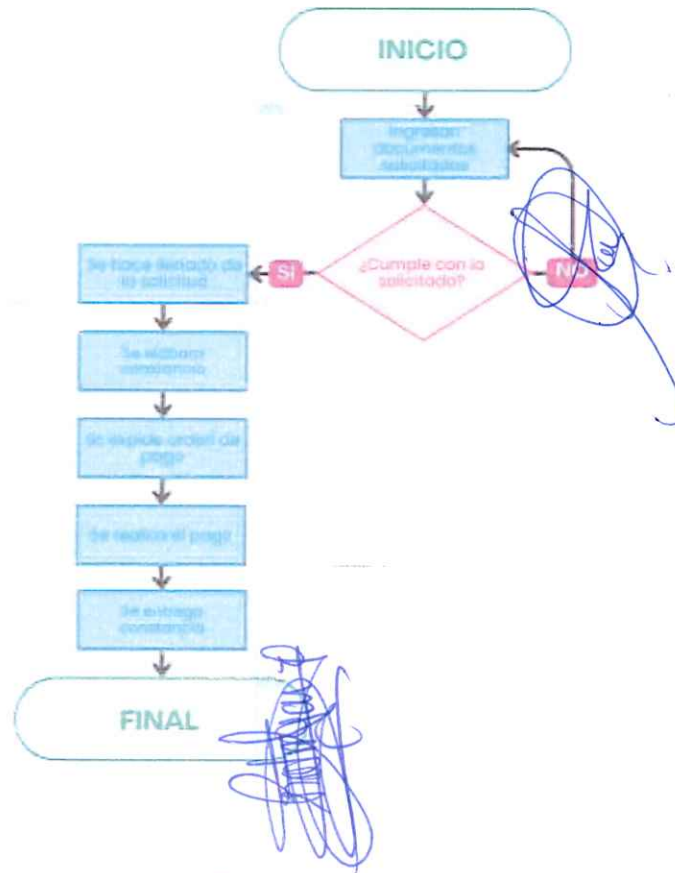 INICIO
Ingresan
documentos
solicitados
¿Cumple con lo
solicitado?
SI
NO
Se hace llenado de
la solicitud
Se elabora
constancia
Se expide orden de
pago
Se realiza el pago
Se entrega
constancia
FINAL